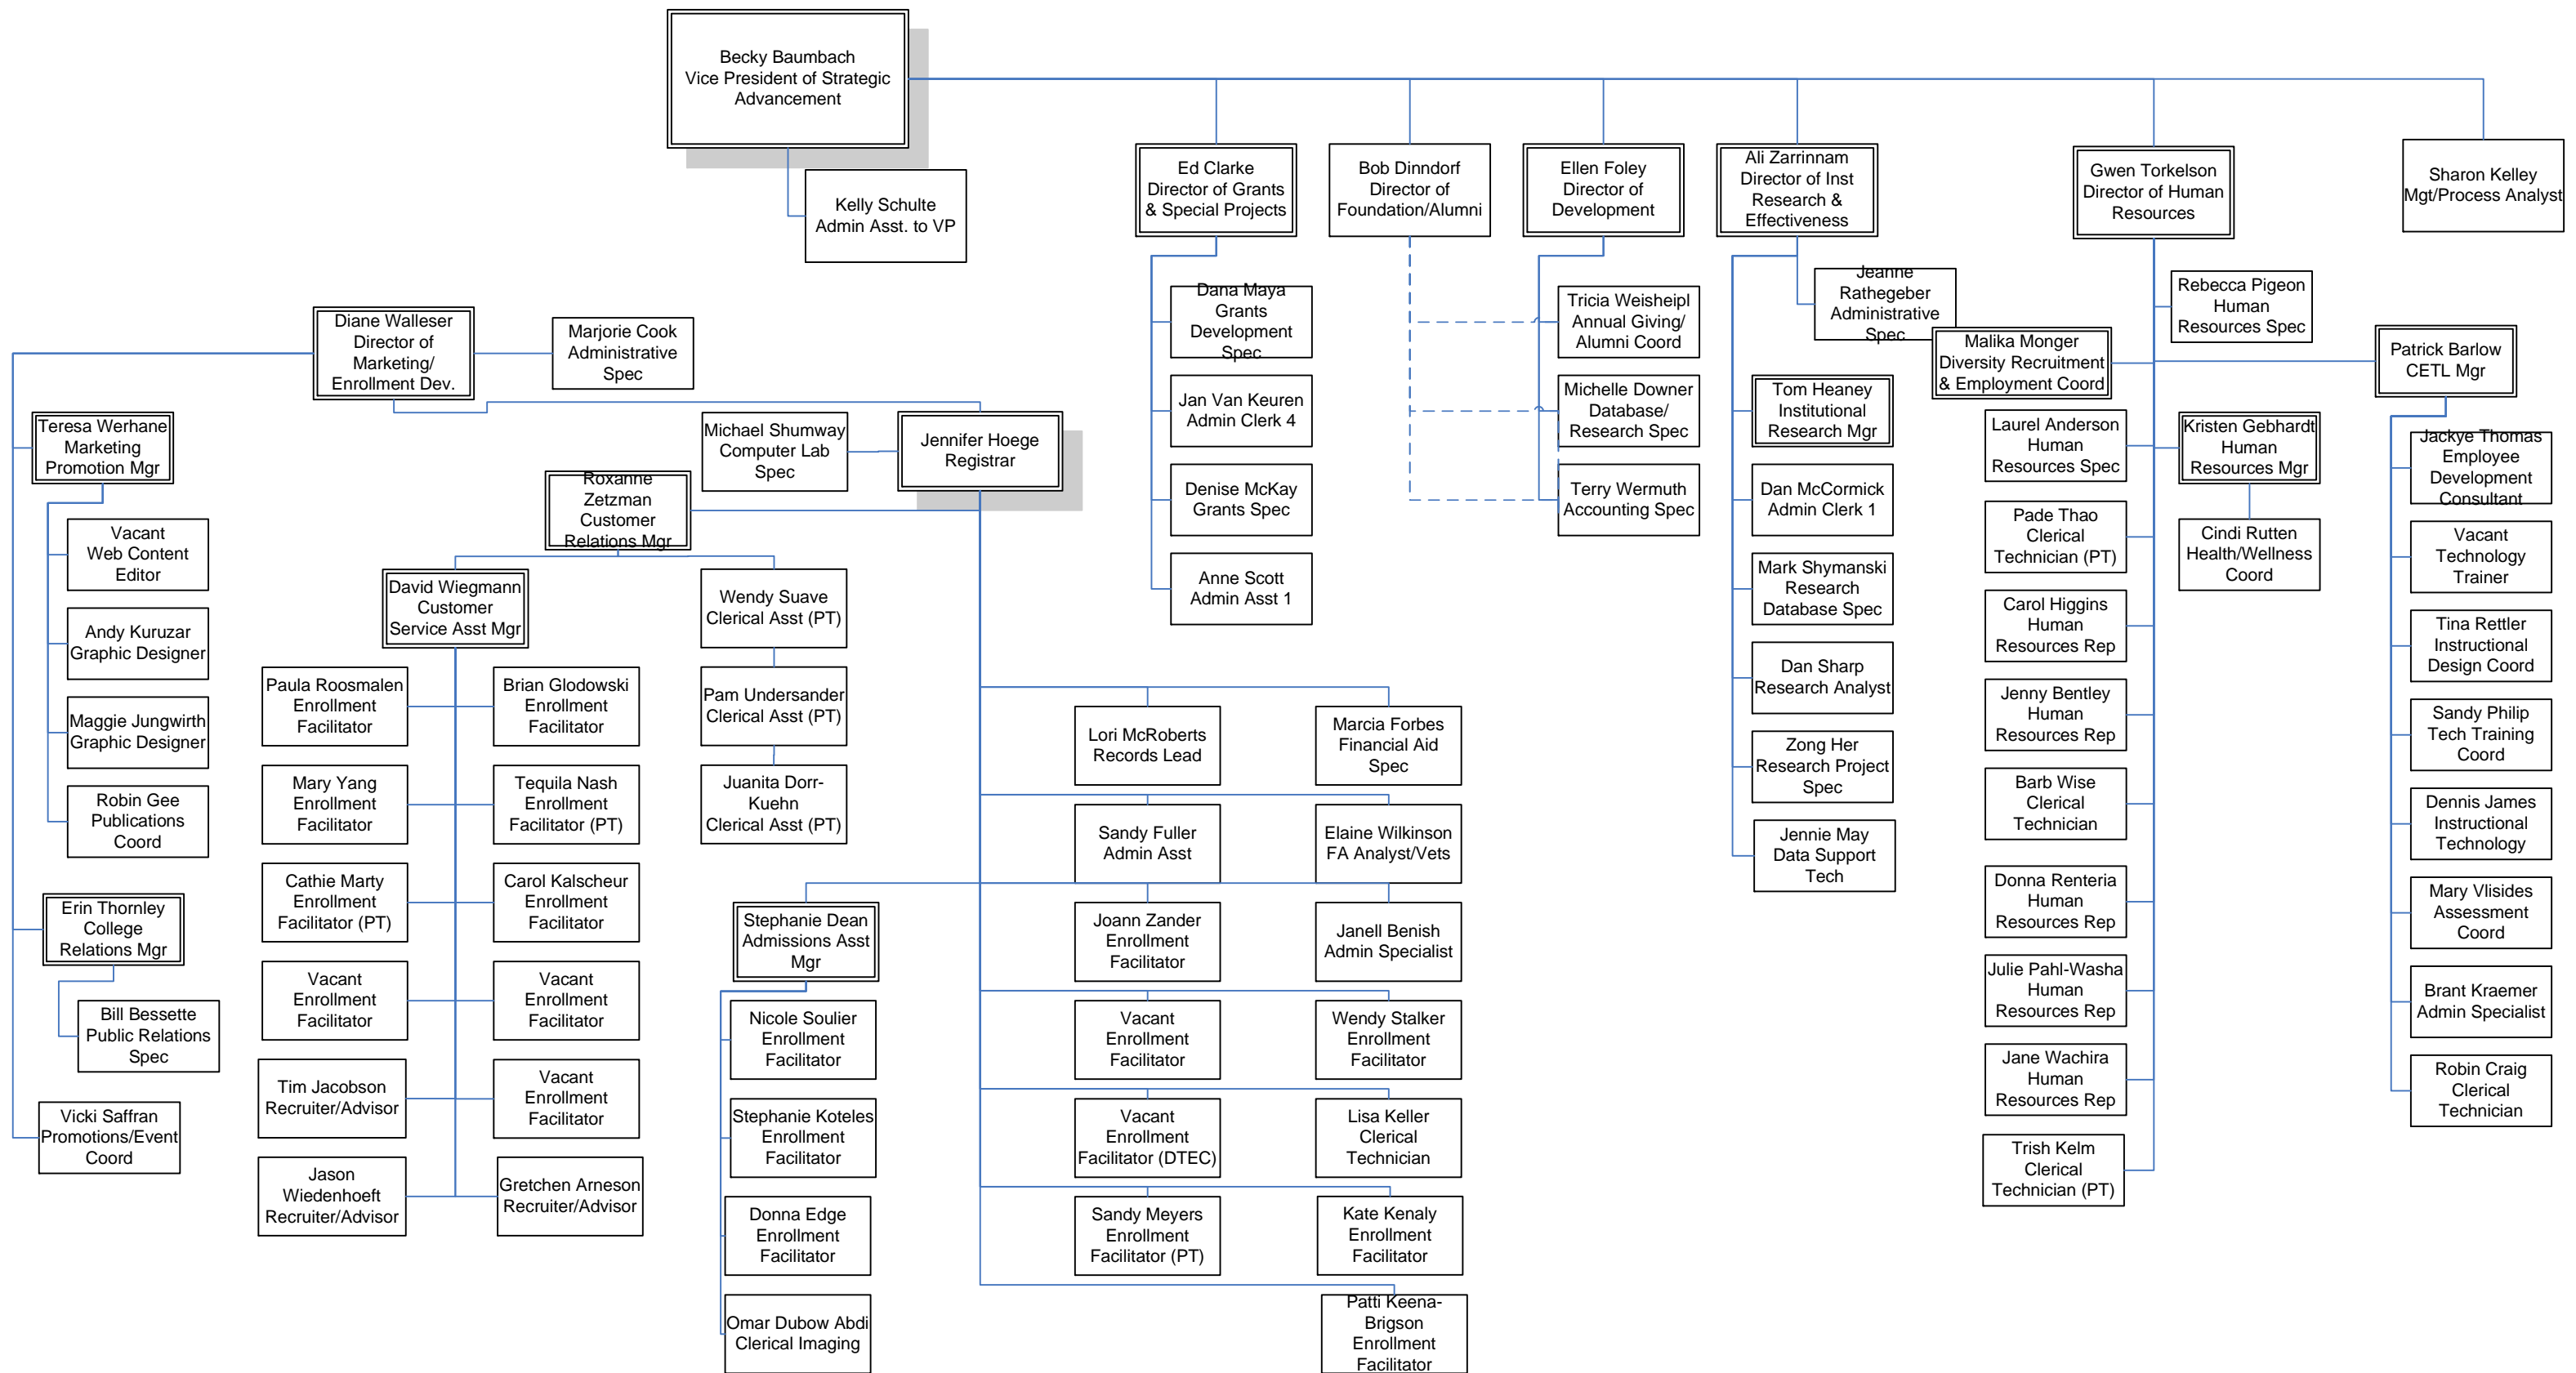 Becky Baumbach
Vice President of Strategic
Advancement
Kelly Schulte
Admin Asst. to VP
Ed Clarke
Director of Grants
& Special Projects
Bob Dinndorf
Director of
Foundation/Alumni
Ellen Foley
Director of
Development
Ali Zarrinnam
Director of Inst
Research &
Effectiveness
Gwen Torkelson
Director of Human
Resources
Sharon Kelley
Mgt/Process Analyst
Diane Walleser
Director of
Marketing/
Enrollment Dev.
Marjorie Cook
Administrative
Spec
Teresa Werhane
Marketing
Promotion Mgr
Vacant
Web Content
Editor
Andy Kuruzar
Graphic Designer
Maggie Jungwirth
Graphic Designer
Robin Gee
Publications
Coord
Erin Thornley
College
Relations Mgr
Bill Bessette
Public Relations
Spec
Vicki Saffran
Promotions/Event
Coord
Michael Shumway
Computer Lab
Spec
Jennifer Hoege
Registrar
Roxanne
Zetzman
Customer
Relations Mgr
David Wiegmann
Customer
Service Asst Mgr
Wendy Suave
Clerical Asst (PT)
Pam Undersander
Clerical Asst (PT)
Juanita Dorr-
Kuehn
Clerical Asst (PT)
Paula Roosmalen
Enrollment
Facilitator
Brian Glodowski
Enrollment
Facilitator
Mary Yang
Enrollment
Facilitator
Tequila Nash
Enrollment
Facilitator (PT)
Cathie Marty
Enrollment
Facilitator (PT)
Carol Kalscheur
Enrollment
Facilitator
Vacant
Enrollment
Facilitator
Vacant
Enrollment
Facilitator
Tim Jacobson
Recruiter/Advisor
Vacant
Enrollment
Facilitator
Jason
Wiedenhoeft
Recruiter/Advisor
Gretchen Arneson
Recruiter/Advisor
Stephanie Dean
Admissions Asst
Mgr
Nicole Soulier
Enrollment
Facilitator
Stephanie Koteles
Enrollment
Facilitator
Donna Edge
Enrollment
Facilitator
Omar Dubow Abdi
Clerical Imaging
Lori McRoberts
Records Lead
Marcia Forbes
Financial Aid
Spec
Sandy Fuller
Admin Asst
Elaine Wilkinson
FA Analyst/Vets
Joann Zander
Enrollment
Facilitator
Janell Benish
Admin Specialist
Vacant
Enrollment
Facilitator
Wendy Stalker
Enrollment
Facilitator
Vacant
Enrollment
Facilitator (DTEC)
Lisa Keller
Clerical
Technician
Sandy Meyers
Enrollment
Facilitator (PT)
Kate Kenaly
Enrollment
Facilitator
Patti Keena-
Brigson
Enrollment
Facilitator
Dana Maya
Grants
Development
Spec
Jan Van Keuren
Admin Clerk 4
Denise McKay
Grants Spec
Anne Scott
Admin Asst 1
Tricia Weisheipl
Annual Giving/
Alumni Coord
Michelle Downer
Database/
Research Spec
Terry Wermuth
Accounting Spec
Jeanne
Rathegeber
Administrative
Spec
Tom Heaney
Institutional
Research Mgr
Dan McCormick
Admin Clerk 1
Mark Shymanski
Research
Database Spec
Dan Sharp
Research Analyst
Zong Her
Research Project
Spec
Jennie May
Data Support
Tech
Rebecca Pigeon
Human
Resources Spec
Malika Monger
Diversity Recruitment
& Employment Coord
Patrick Barlow
CETL Mgr
Laurel Anderson
Human
Resources Spec
Kristen Gebhardt
Human
Resources Mgr
Pade Thao
Clerical
Technician (PT)
Cindi Rutten
Health/Wellness
Coord
Carol Higgins
Human
Resources Rep
Jenny Bentley
Human
Resources Rep
Barb Wise
Clerical
Technician
Donna Renteria
Human
Resources Rep
Julie Pahl-Washa
Human
Resources Rep
Jane Wachira
Human
Resources Rep
Trish Kelm
Clerical
Technician (PT)
Jackye Thomas
Employee
Development
Consultant
Vacant
Technology
Trainer
Tina Rettler
Instructional
Design Coord
Sandy Philip
Tech Training
Coord
Dennis James
Instructional
Technology
Mary Vlisides
Assessment
Coord
Brant Kraemer
Admin Specialist
Robin Craig
Clerical
Technician